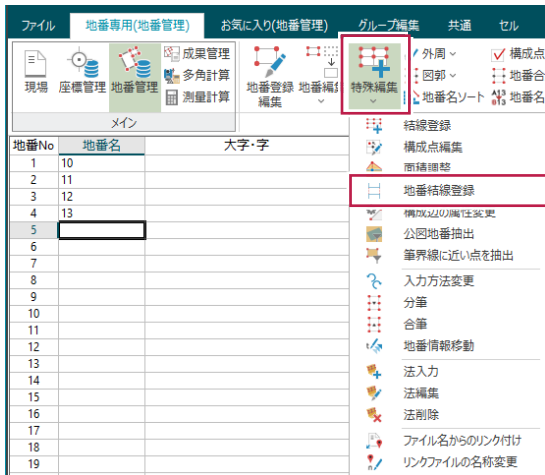 ファイル 地番専用(地番管理) お気に入り(地番管理) グループ編集 共通 セル
現場 座標管理 地番管理 成果管理 多角計算 測量計算
地番登録編集 地番編 特殊編集 外周 図郭 地番名ソート 構成点 地番合 地番名
メイン
地番No 地番名 大字・字
1 10
2 11
3 12
4 13
5
6
7
8
9
10
11
12
13
14
15
16
17
18
結線登録
構成点編集
面積調整
地番結線登録
構成辺の属性変更
公図地番抽出
筆界線に近い点を抽出
入力方法変更
分筆
合筆
地番情報移動
法入力
法編集
法削除
ファイル名からのリンク付け
リンクファイルの名称変更